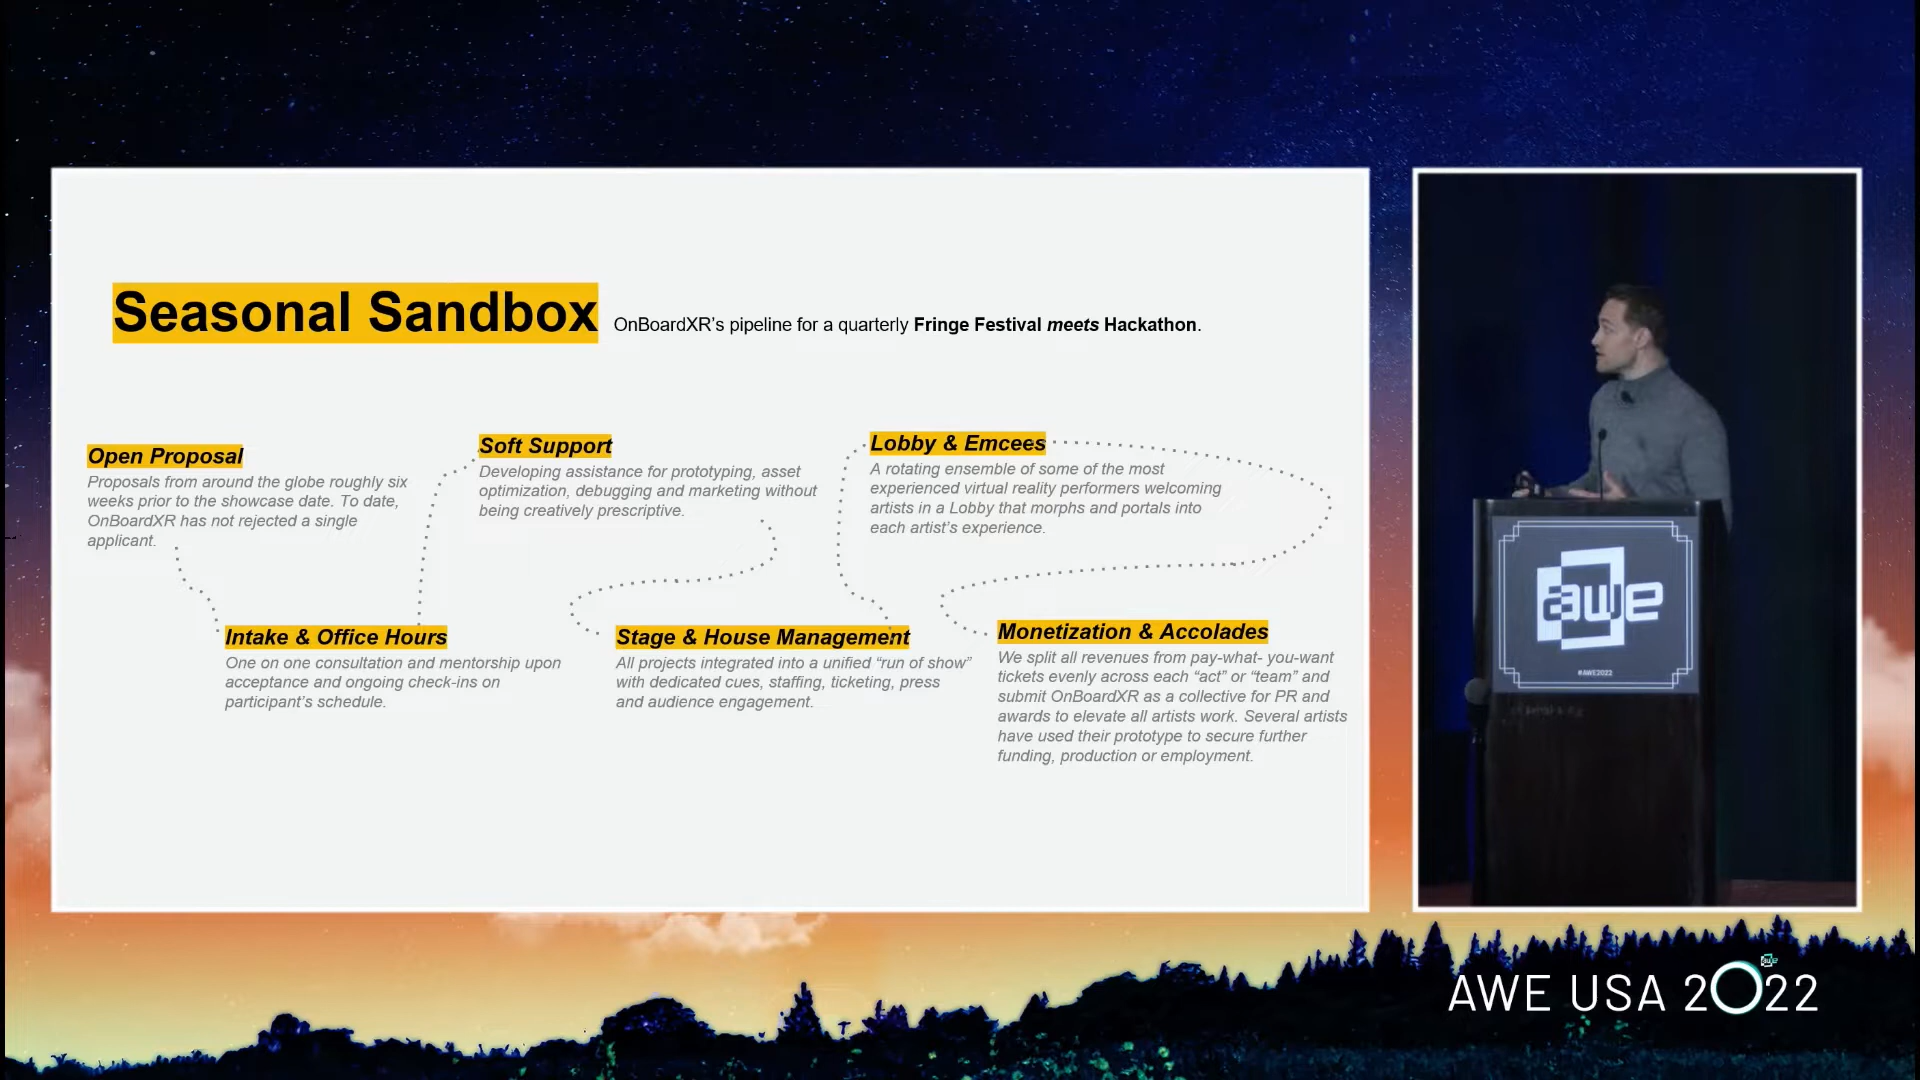 Seasonal Sandbox OnBoardXR's pipeline for a quarterly Fringe Festival meets Hackathon.
Open Proposal
Proposals from around the globe roughly six
weeks prior to the showcase date. To date,
OnBoardXR has not rejected a single
applicant.
Intake & Office Hours
One on one consultation and mentorship upon
acceptance and ongoing check-ins on
participant's schedule.
Soft Support
Developing assistance for prototyping, asset
optimization, debugging and marketing without
being creatively prescriptive.
Stage & House Management
All projects integrated into a unified “run of show”
with dedicated cues, staffing, ticketing, press
and audience engagement.
Lobby & Emcees
A rotating ensemble of some of the most
experienced virtual reality performers welcoming
artists in a Lobby that morphs and portals into
each artist's experience.
Monetization & Accolades
We split all revenues from pay-what- you-want
tickets evenly across each “act” or “team” and
submit OnBoardXR as a collective for PR and
awards to elevate all artists work. Several artists
have used their prototype to secure further
funding, production or employment.
awe
#AWE2022
AWE USA 2022